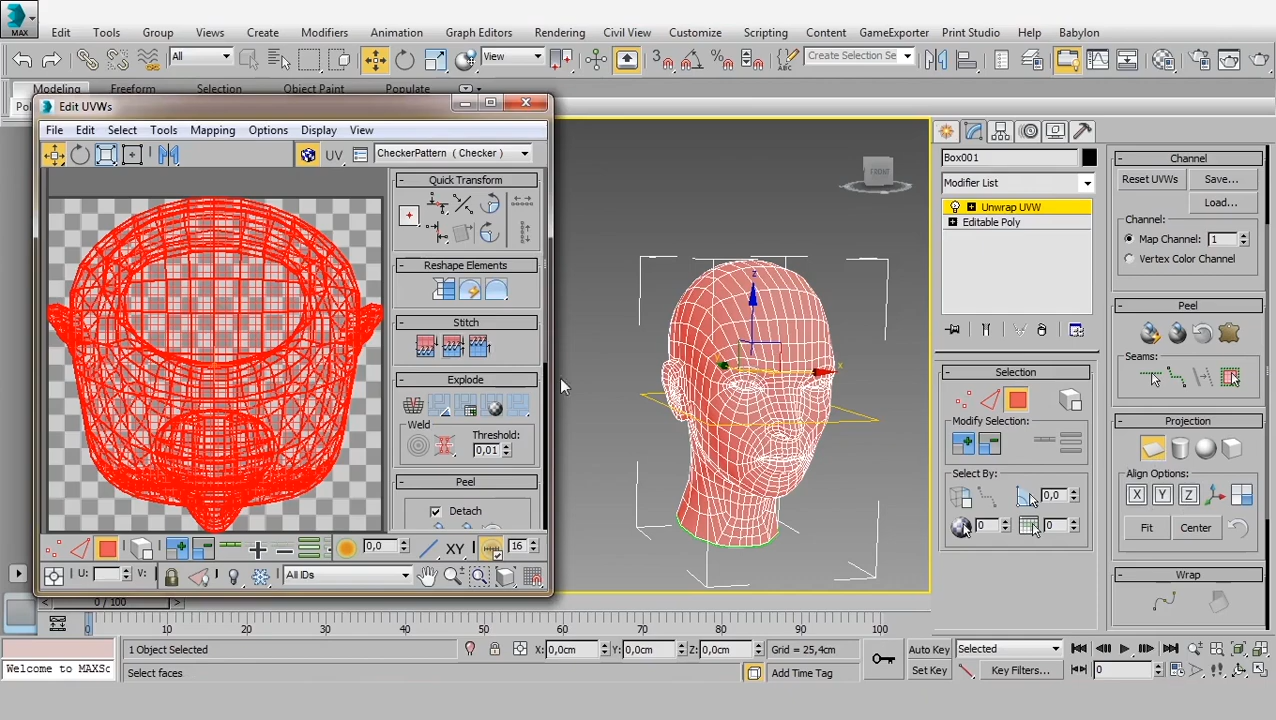 MAX
Edit Tools Group Views Create Modifiers Animation Graph Editors Rendering Civil View Customize Scripting Content GameExporter Print Studio Help Babylon
All View 3 Create Selection Se
Modeling Freeform Selection Object Paint Populate
Edit UVWs
File Edit Select Tools Mapping Options Display View
UV CheckerPattern ( Checker )
Quick Transform
Reshape Elements
Stitch
Explode
Weld
Threshold:
0,01
Peel
Detach
0,0 XY 16
U: V: All IDs
FRONT
z
x
Box001
Modifier List
Unwrap UVW
Editable Poly
Selection
Modify Selection:
Select By:
0,0
0 0
Channel
Reset UVWs Save...
Load...
Channel:
Map Channel: 1
Vertex Color Channel
Peel
Seams:
Projection
Align Options:
X Y Z
Fit Center
Wrap
0 / 100
0 10 20 30 40 50 60 70 80 90 100
1 Object Selected X: 0,0cm Y: 0,0cm Z: 0,0cm Grid = 25,4cm Auto Key Selected
Welcome to MAXSc Select faces Add Time Tag Set Key Key Filters... 0